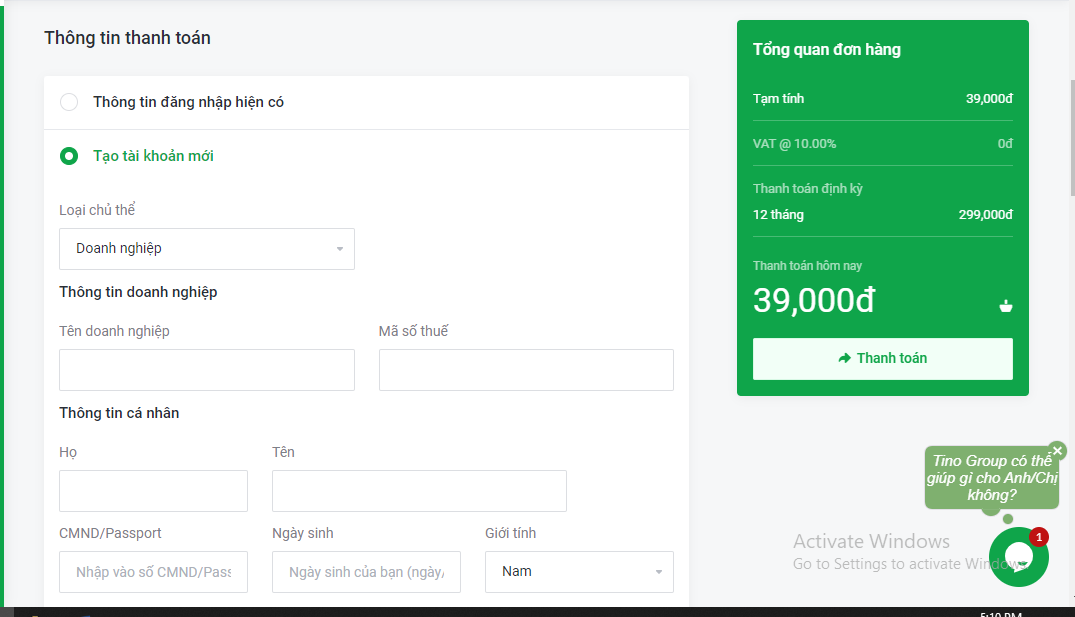 Thông tin thanh toán
Thông tin đăng nhập hiện có
Tạo tài khoản mới
Loại chủ thể
Doanh nghiệp
Thông tin doanh nghiệp
Tên doanh nghiệp
Mã số thuế
Thông tin cá nhân
Họ
Tên
CMND/Passport
Ngày sinh
Giới tính
Nhập vào số CMND/Pass
Ngày sinh của bạn (ngày/
Nam
Tổng quan đơn hàng
Tạm tính 39,000đ
VAT @ 10.00% 0đ
Thanh toán định kỳ
12 tháng 299,000đ
Thanh toán hôm nay
39,000đ
Thanh toán
Tino Group có thể
giúp gì cho Anh/Chị
không?
1
Activate Windows
Go to Settings to activate Windows.
5:10 PM